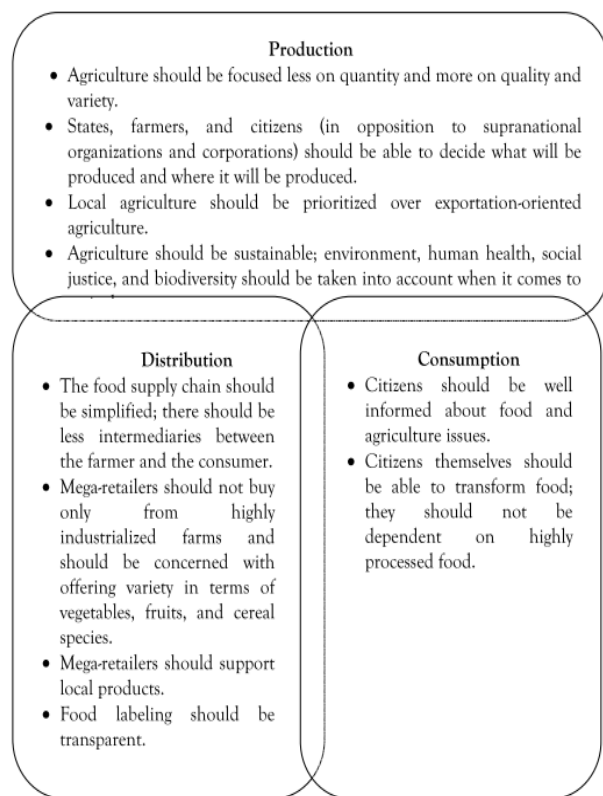 Production
• Agriculture should be focused less on quantity and more on quality and
variety.
• States, farmers, and citizens (in opposition to supranational
organizations and corporations) should be able to decide what will be
produced and where it will be produced.
• Local agriculture should be prioritized over exportation-oriented
agriculture.
• Agriculture should be sustainable; environment, human health, social
justice, and biodiversity should be taken into account when it comes to
Distribution
• The food supply chain should
be simplified; there should be
less intermediaries between
the farmer and the consumer.
• Mega-retailers should not buy
only from highly
industrialized farms and
should be concerned with
offering variety in terms of
vegetables, fruits, and cereal
species.
• Mega-retailers should support
local products.
• Food labeling should be
transparent.
Consumption
• Citizens should be well
informed about food and
agriculture issues.
• Citizens themselves should
be able to transform food;
they should not be
dependent on highly
processed food.